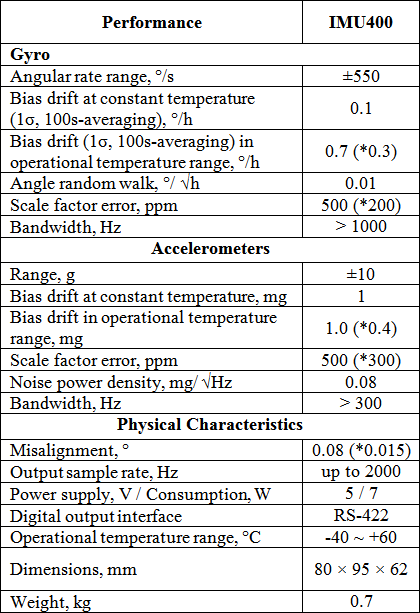 Performance IMU400
Gyro
Angular rate range, °/s ±550
Bias drift at constant temperature
(1σ, 100s-averaging), °/h 0.1
Bias drift (1σ, 100s-averaging) in
operational temperature range, °/h 0.7 (*0.3)
Angle random walk, °/ √h 0.01
Scale factor error, ppm 500 (*200)
Bandwidth, Hz > 1000
Accelerometers
Range, g ±10
Bias drift at constant temperature, mg 1
Bias drift in operational temperature
range, mg 1.0 (*0.4)
Scale factor error, ppm 500 (*300)
Noise power density, mg/ √Hz 0.08
Bandwidth, Hz > 300
Physical Characteristics
Misalignment, ° 0.08 (*0.015)
Output sample rate, Hz up to 2000
Power supply, V / Consumption, W 5 / 7
Digital output interface RS-422
Operational temperature range, °C -40 ~ +60
Dimensions, mm 80 × 95 × 62
Weight, kg 0.7